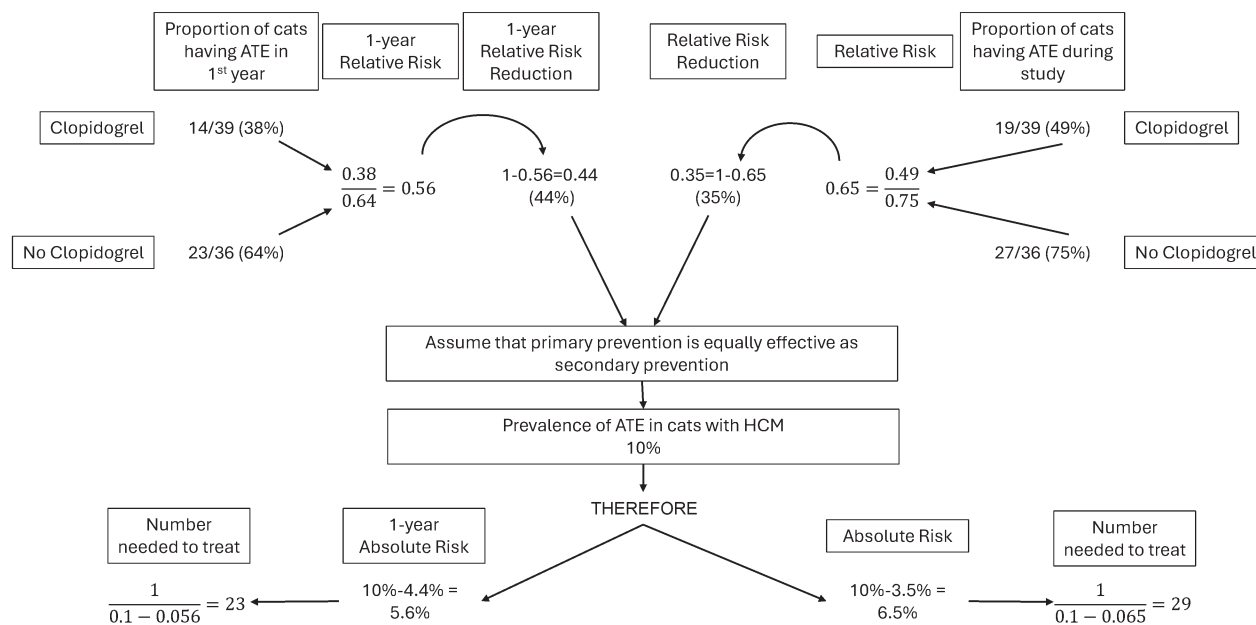 Proportion of cats
having ATE in
1st year
1-year
Relative Risk
1-year
Relative Risk
Reduction
Relative Risk
Reduction
Relative Risk
Proportion of cats
having ATE during
study
Clopidogrel
14/39 (38%)
19/39 (49%)
Clopidogrel
0.38/0.64 = 0.56
1-0.56=0.44
(44%)
0.35=1-0.65
(35%)
0.65 = 0.49/0.75
No Clopidogrel
23/36 (64%)
27/36 (75%)
No Clopidogrel
Assume that primary prevention is equally effective as
secondary prevention
Prevalence of ATE in cats with HCM
10%
THEREFORE
Number
needed to treat
1-year
Absolute Risk
Absolute Risk
Number
needed to treat
1/(0.1 − 0.056) = 23
10%-4.4% =
5.6%
10%-3.5% =
6.5%
1/(0.1 − 0.065) = 29